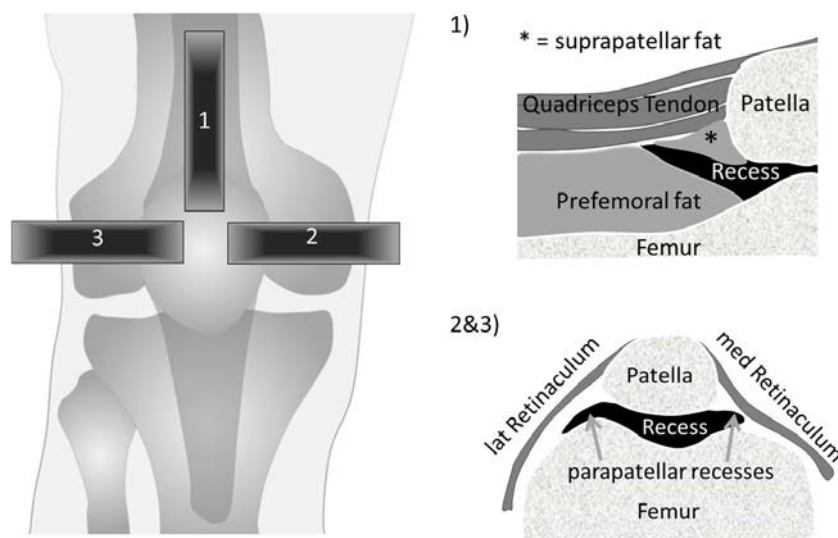 1
3
2
1)
* = suprapatellar fat
Quadriceps Tendon
Patella
*
Recess
Prefemoral fat
Femur
2&3)
lat Retinaculum
med Retinaculum
Patella
Recess
parapatellar recesses
Femur